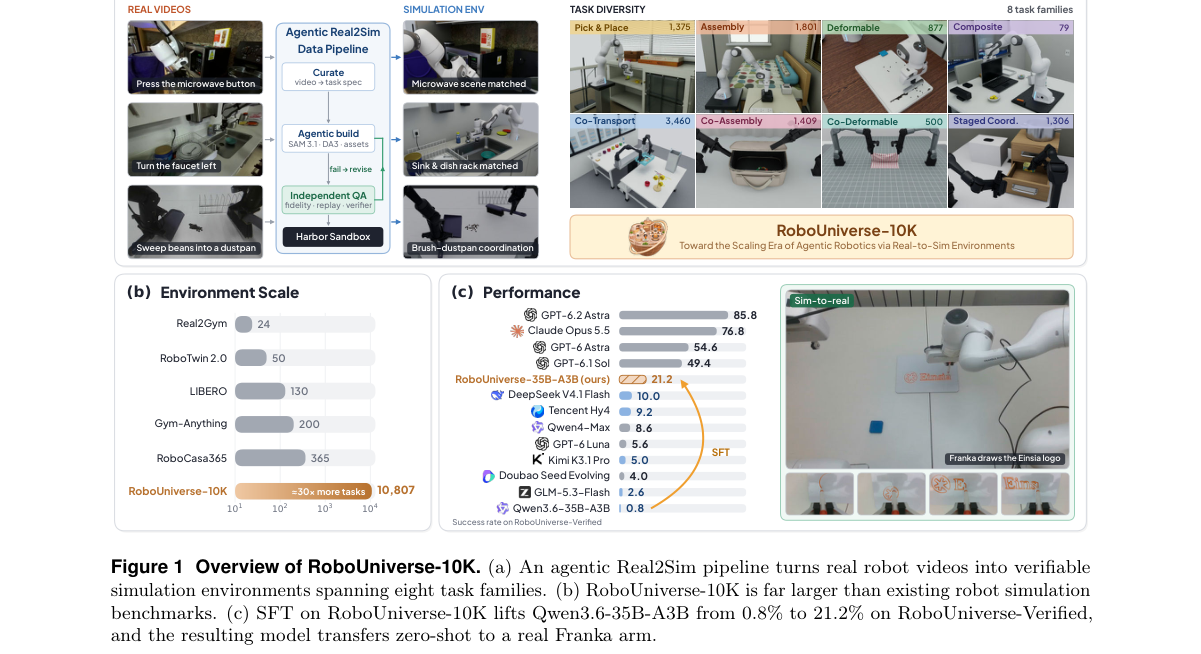 REAL VIDEOS
SIMULATION ENV
TASK DIVERSITY
8 task families
Press the microwave button
Turn the faucet left
Sweep beans into a dustpan
Agentic Real2Sim
Data Pipeline
Curate
video → task spec
Agentic build
SAM 3.1 · DA3 · assets
fail → revise
Independent QA
fidelity · replay · verifier
Harbor Sandbox
Microwave scene matched
Sink & dish rack matched
Brush-dustpan coordination
Pick & Place 1,375
Assembly 1,801
Deformable 877
Composite 79
Co-Transport 3,460
Co-Assembly 1,409
Co-Deformable 500
Staged Coord. 1,306
RoboUniverse-10K
Toward the Scaling Era of Agentic Robotics via Real-to-Sim Environments
(b) Environment Scale
Real2Gym 24
RoboTwin 2.0 50
LIBERO 130
Gym-Anything 200
RoboCasa365 365
RoboUniverse-10K ≈30× more tasks 10,807
10¹ 10² 10³ 10⁴
(c) Performance
GPT-6.2 Astra 85.8
Claude Opus 5.5 76.8
GPT-6 Astra 54.6
GPT-6.1 Sol 49.4
RoboUniverse-35B-A3B (ours) 21.2
DeepSeek V4.1 Flash 10.0
Tencent Hy4 9.2
Qwen4-Max 8.6
GPT-6 Luna 5.6
Kimi K3.1 Pro 5.0
Doubao Seed Evolving 4.0
GLM-5.3-Flash 2.6
Qwen3.6-35B-A3B 0.8
SFT
Success rate on RoboUniverse-Verified
Sim-to-real
Einsia
Franka draws the Einsia logo
Figure 1 Overview of RoboUniverse-10K. (a) An agentic Real2Sim pipeline turns real robot videos into verifiable
simulation environments spanning eight task families. (b) RoboUniverse-10K is far larger than existing robot simulation
benchmarks. (c) SFT on RoboUniverse-10K lifts Qwen3.6-35B-A3B from 0.8% to 21.2% on RoboUniverse-Verified,
and the resulting model transfers zero-shot to a real Franka arm.